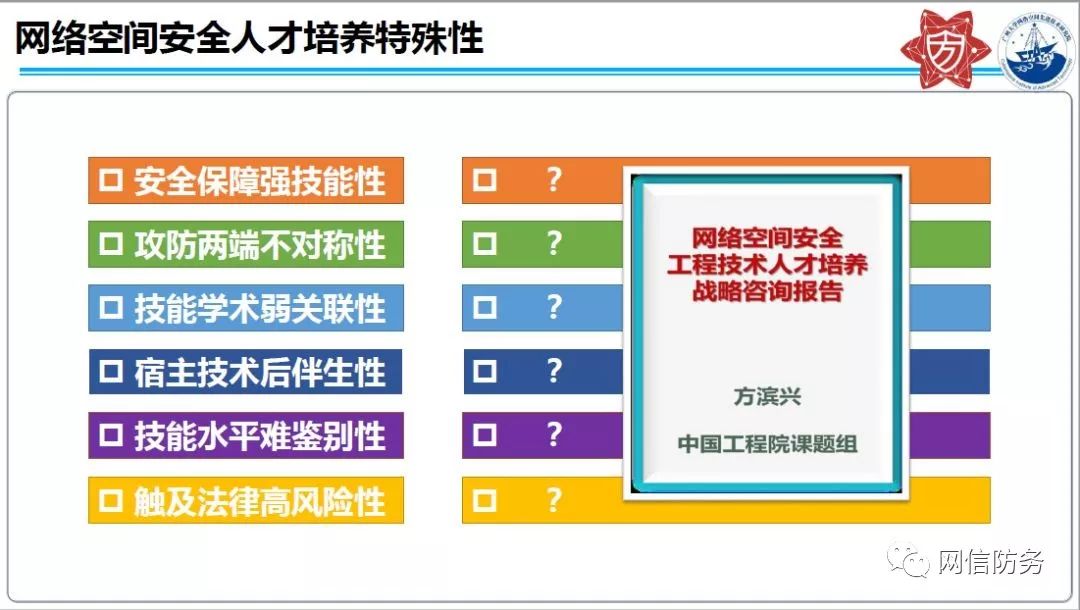 网络空间安全人才培养特殊性
方
安全保障强技能性
?
攻防两端不对称性
?
技能学术弱关联性
?
宿主技术后伴生性
?
技能水平难鉴别性
?
触及法律高风险性
?
网络空间安全
工程技术人才培养
战略咨询报告
方滨兴
中国工程院课题组
网信防务